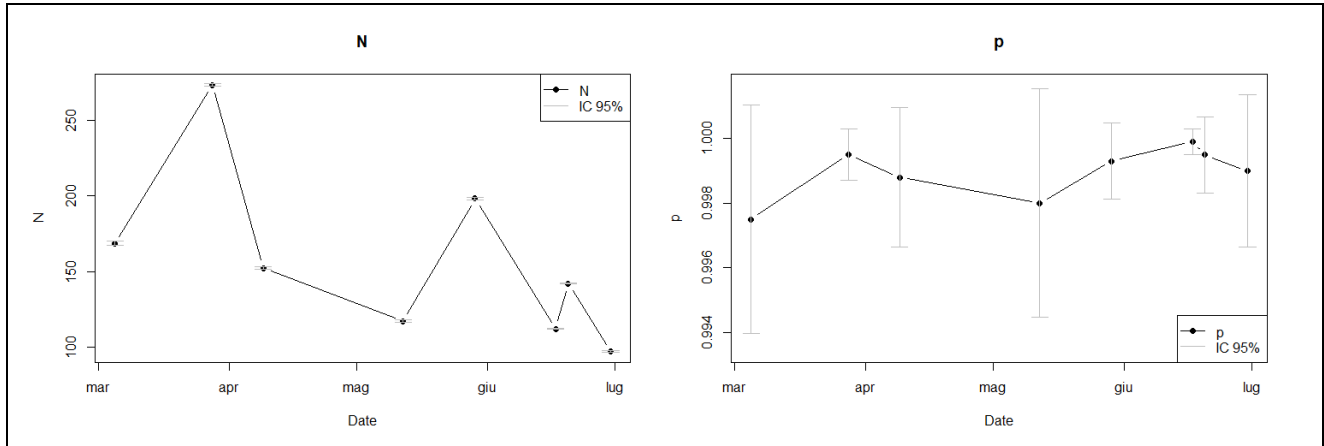 N
N
IC 95%
250
200
150
100
N
mar
apr
mag
giu
lug
Date
p
1.000
0.998
0.996
0.994
p
p
IC 95%
mar
apr
mag
giu
lug
Date